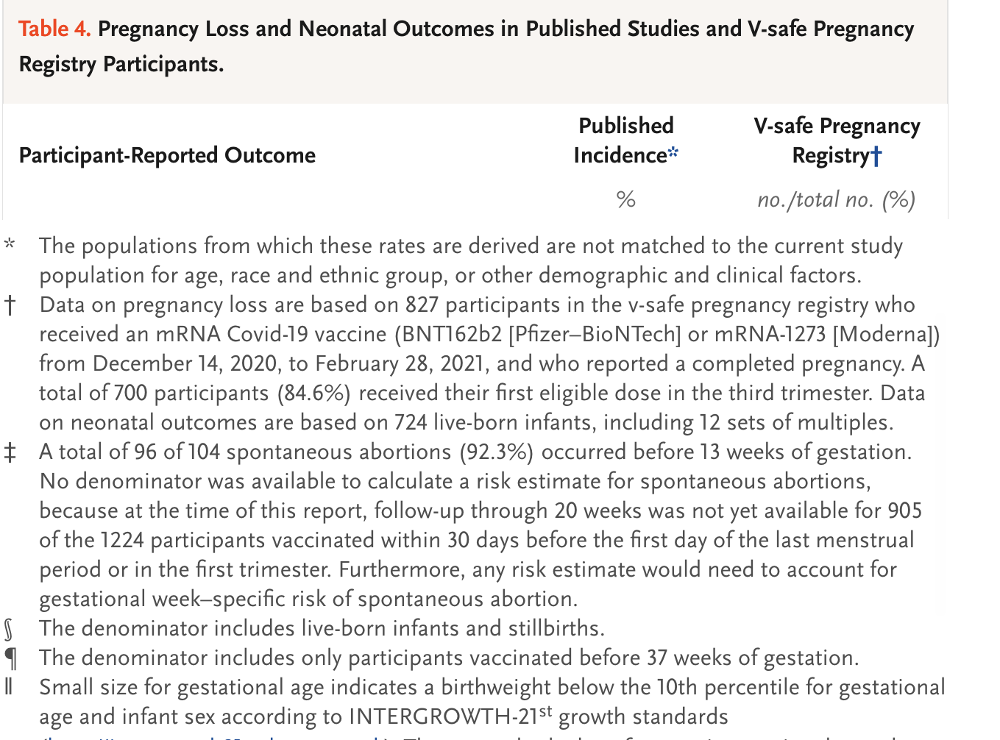 Table 4. Pregnancy Loss and Neonatal Outcomes in Published Studies and V-safe Pregnancy
Registry Participants.
Participant-Reported Outcome
Published
Incidence*
V-safe Pregnancy
Registry†
%
no./total no. (%)
* The populations from which these rates are derived are not matched to the current study
population for age, race and ethnic group, or other demographic and clinical factors.
† Data on pregnancy loss are based on 827 participants in the v-safe pregnancy registry who
received an mRNA Covid-19 vaccine (BNT162b2 [Pfizer–BioNTech] or mRNA-1273 [Moderna])
from December 14, 2020, to February 28, 2021, and who reported a completed pregnancy. A
total of 700 participants (84.6%) received their first eligible dose in the third trimester. Data
on neonatal outcomes are based on 724 live-born infants, including 12 sets of multiples.
‡ A total of 96 of 104 spontaneous abortions (92.3%) occurred before 13 weeks of gestation.
No denominator was available to calculate a risk estimate for spontaneous abortions,
because at the time of this report, follow-up through 20 weeks was not yet available for 905
of the 1224 participants vaccinated within 30 days before the first day of the last menstrual
period or in the first trimester. Furthermore, any risk estimate would need to account for
gestational week–specific risk of spontaneous abortion.
§ The denominator includes live-born infants and stillbirths.
¶ The denominator includes only participants vaccinated before 37 weeks of gestation.
‖ Small size for gestational age indicates a birthweight below the 10th percentile for gestational
age and infant sex according to INTERGROWTH-21st growth standards